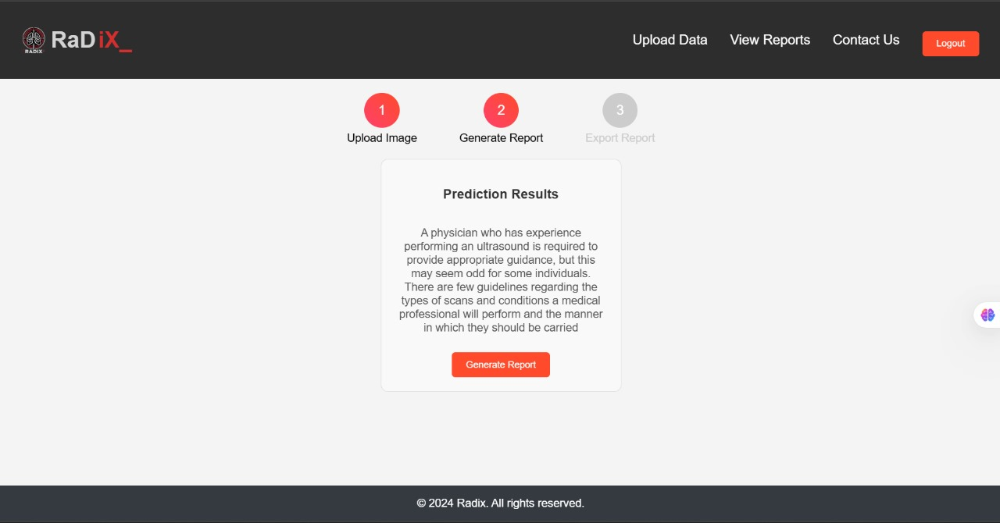 RADIX
RaDiX_
Upload Data
View Reports
Contact Us
Logout
1
2
3
Upload Image
Generate Report
Export Report
Prediction Results
A physician who has experience
performing an ultrasound is required to
provide appropriate guidance, but this
may seem odd for some individuals.
There are few guidelines regarding the
types of scans and conditions a medical
professional will perform and the manner
in which they should be carried
Generate Report
© 2024 Radix. All rights reserved.